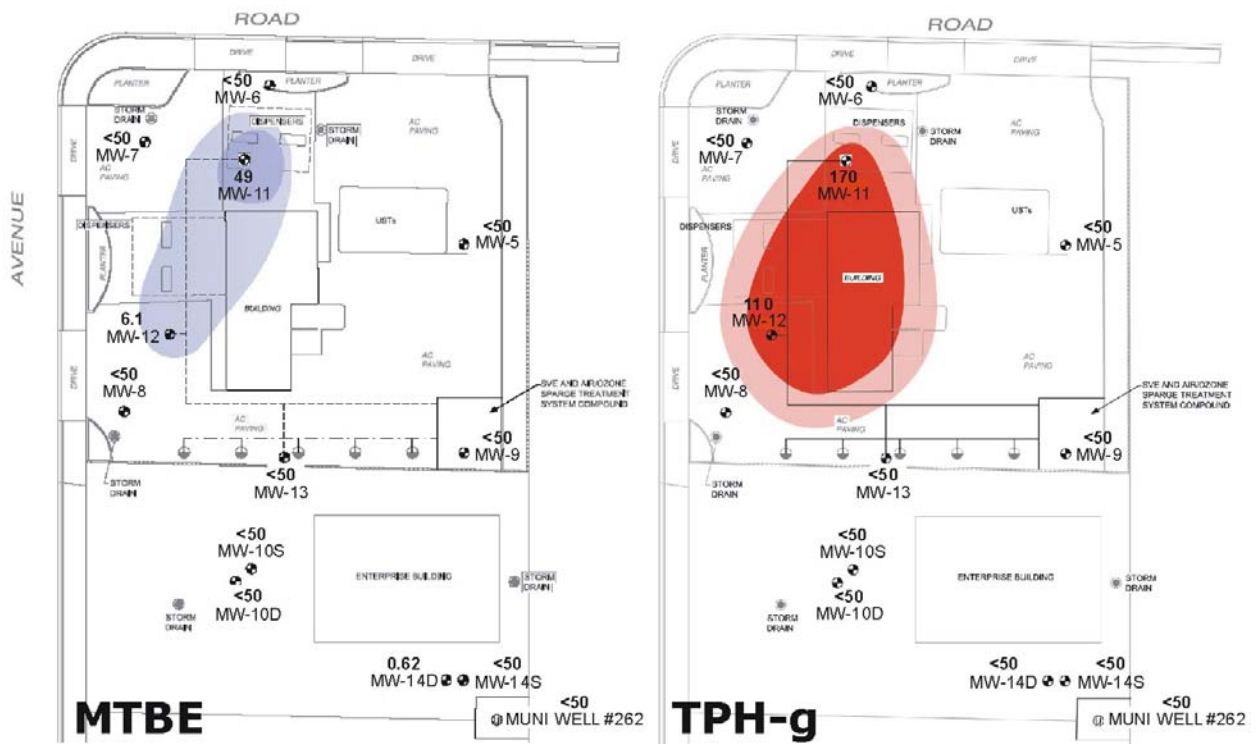 ROAD
DRIVE
DRIVE
PLANTER
<50
MW-6
PLANTER
STORM
DRAIN
DISPENSERS
STORM
DRAIN
AC
PAVING
<50
MW-7
DRIVE
AC
PAVING
49
MW-11
AVENUE
USTs
DISPENSERS
<50
MW-5
PLANTER
BUILDING
6.1
MW-12
AC
PAVING
DRIVE
<50
MW-8
SVE AND AIR/OZONE
SPARGE TREATMENT
SYSTEM COMPOUND
AC
PAVING
<50
MW-9
STORM
DRAIN
<50
MW-13
<50
MW-10S
<50
MW-10D
ENTERPRISE BUILDING
STORM
DRAIN
STORM
DRAIN
0.62
MW-14D
<50
MW-14S
<50
MUNI WELL #262
MTBE
ROAD
DRIVE
DRIVE
PLANTER
<50
MW-6
PLANTER
STORM
DRAIN
DISPENSERS
STORM
DRAIN
AC
PAVING
<50
MW-7
DRIVE
AC
PAVING
170
MW-11
USTs
DISPENSERS
<50
MW-5
PLANTER
BUILDING
110
MW-12
AC
PAVING
DRIVE
<50
MW-8
SVE AND AIR/OZONE
SPARGE TREATMENT
SYSTEM COMPOUND
AC
PAVING
<50
MW-9
STORM
DRAIN
<50
MW-13
<50
MW-10S
<50
MW-10D
ENTERPRISE BUILDING
STORM
DRAIN
STORM
DRAIN
<50
MW-14D
<50
MW-14S
<50
MUNI WELL #262
TPH-g